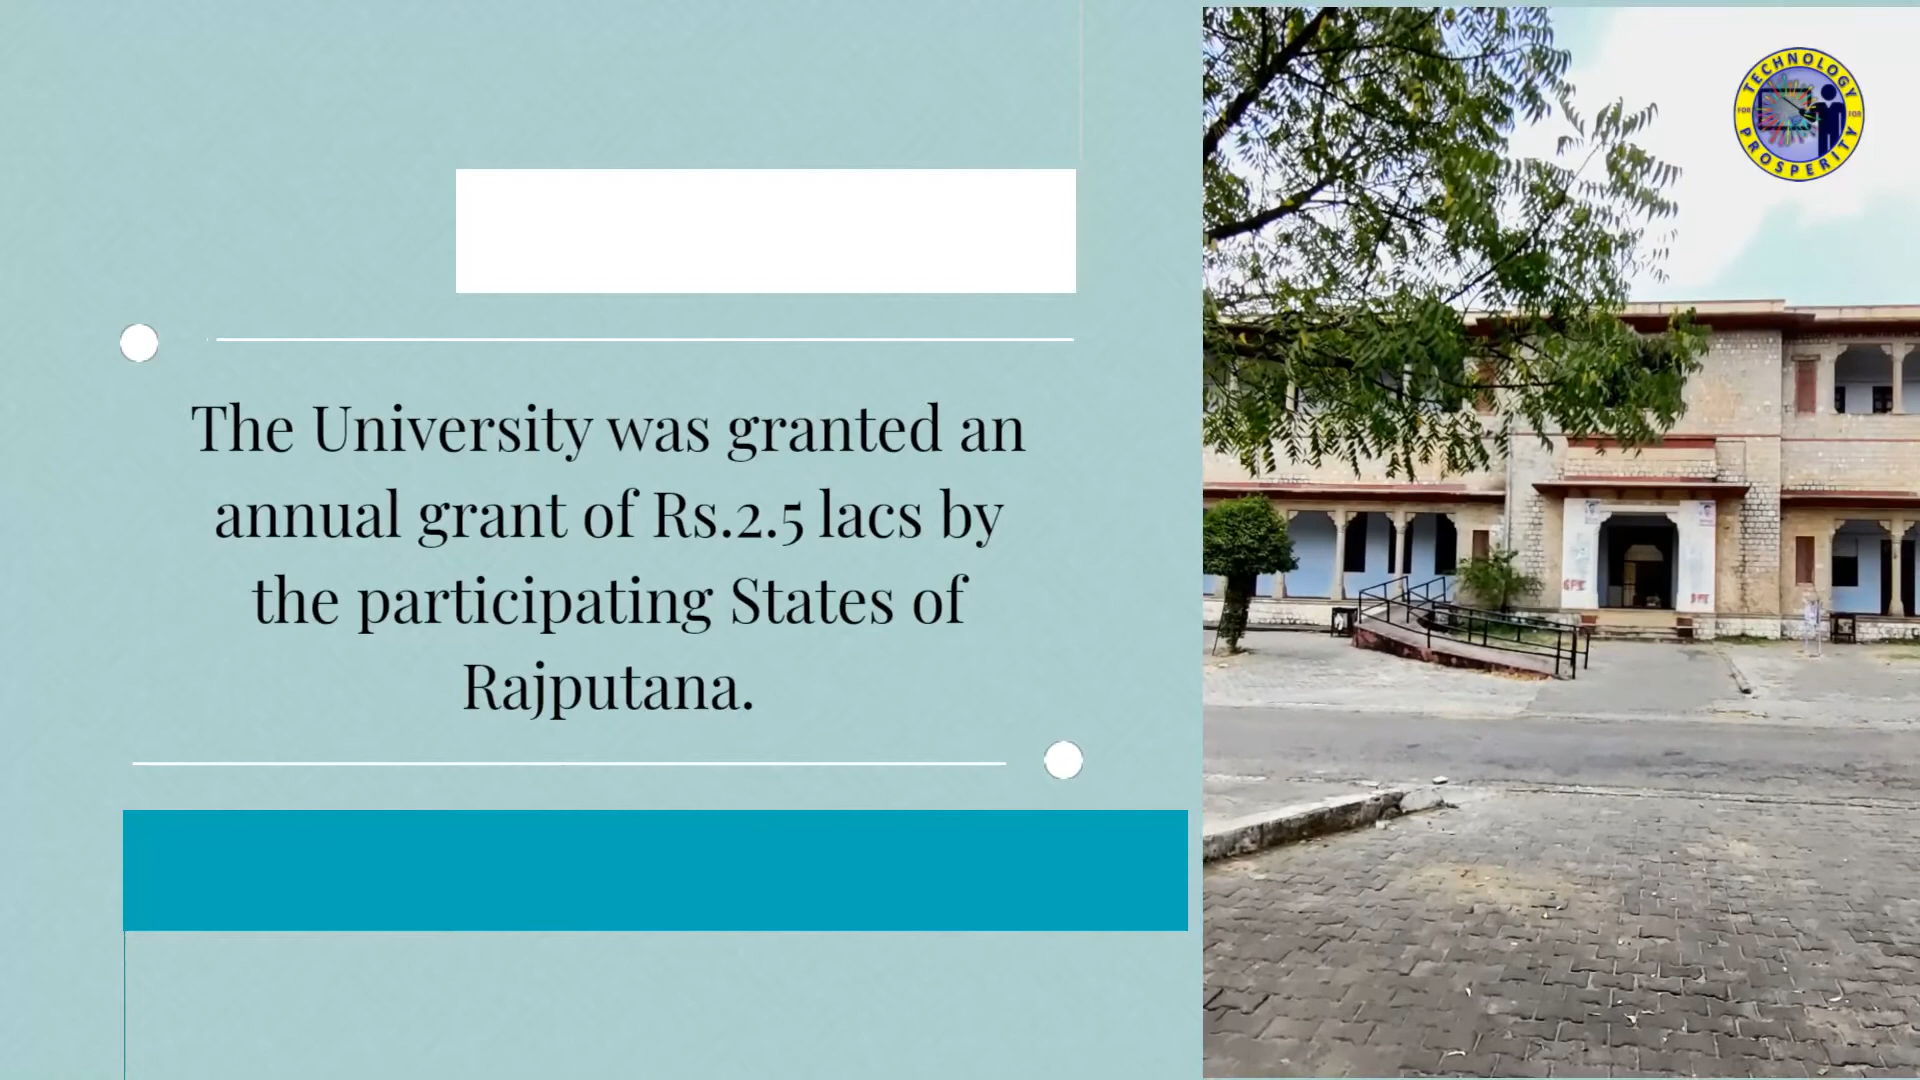 The University was granted an
annual grant of Rs.2.5 lacs by
the participating States of
Rajputana.
TECHNOLOGY
FOR FOR
PROSPERITY